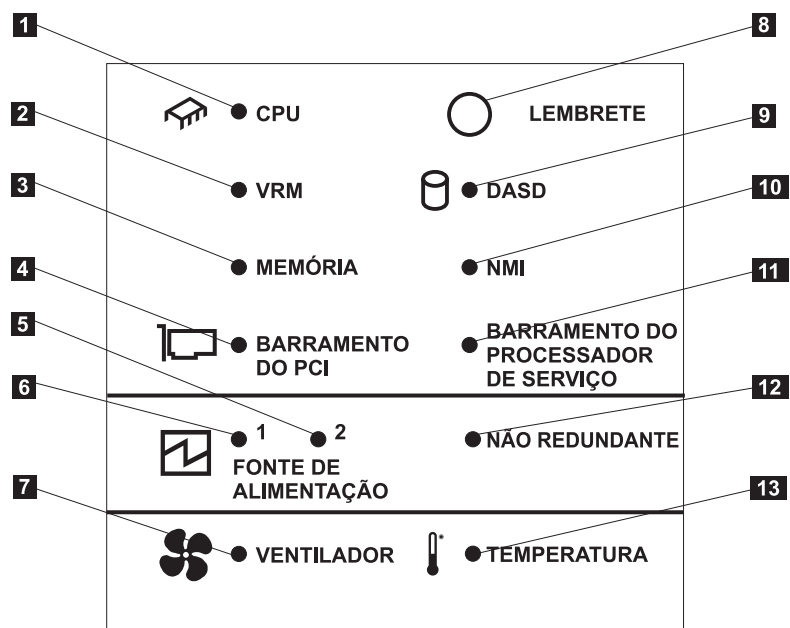 1
8
CPU
LEMBRETE
2
9
VRM
DASD
3
10
MEMÓRIA
NMI
4
11
BARRAMENTO
DO PCI
BARRAMENTO DO
PROCESSADOR
DE SERVIÇO
5
6
12
1
2
NÃO REDUNDANTE
FONTE DE
ALIMENTAÇÃO
7
13
VENTILADOR
TEMPERATURA